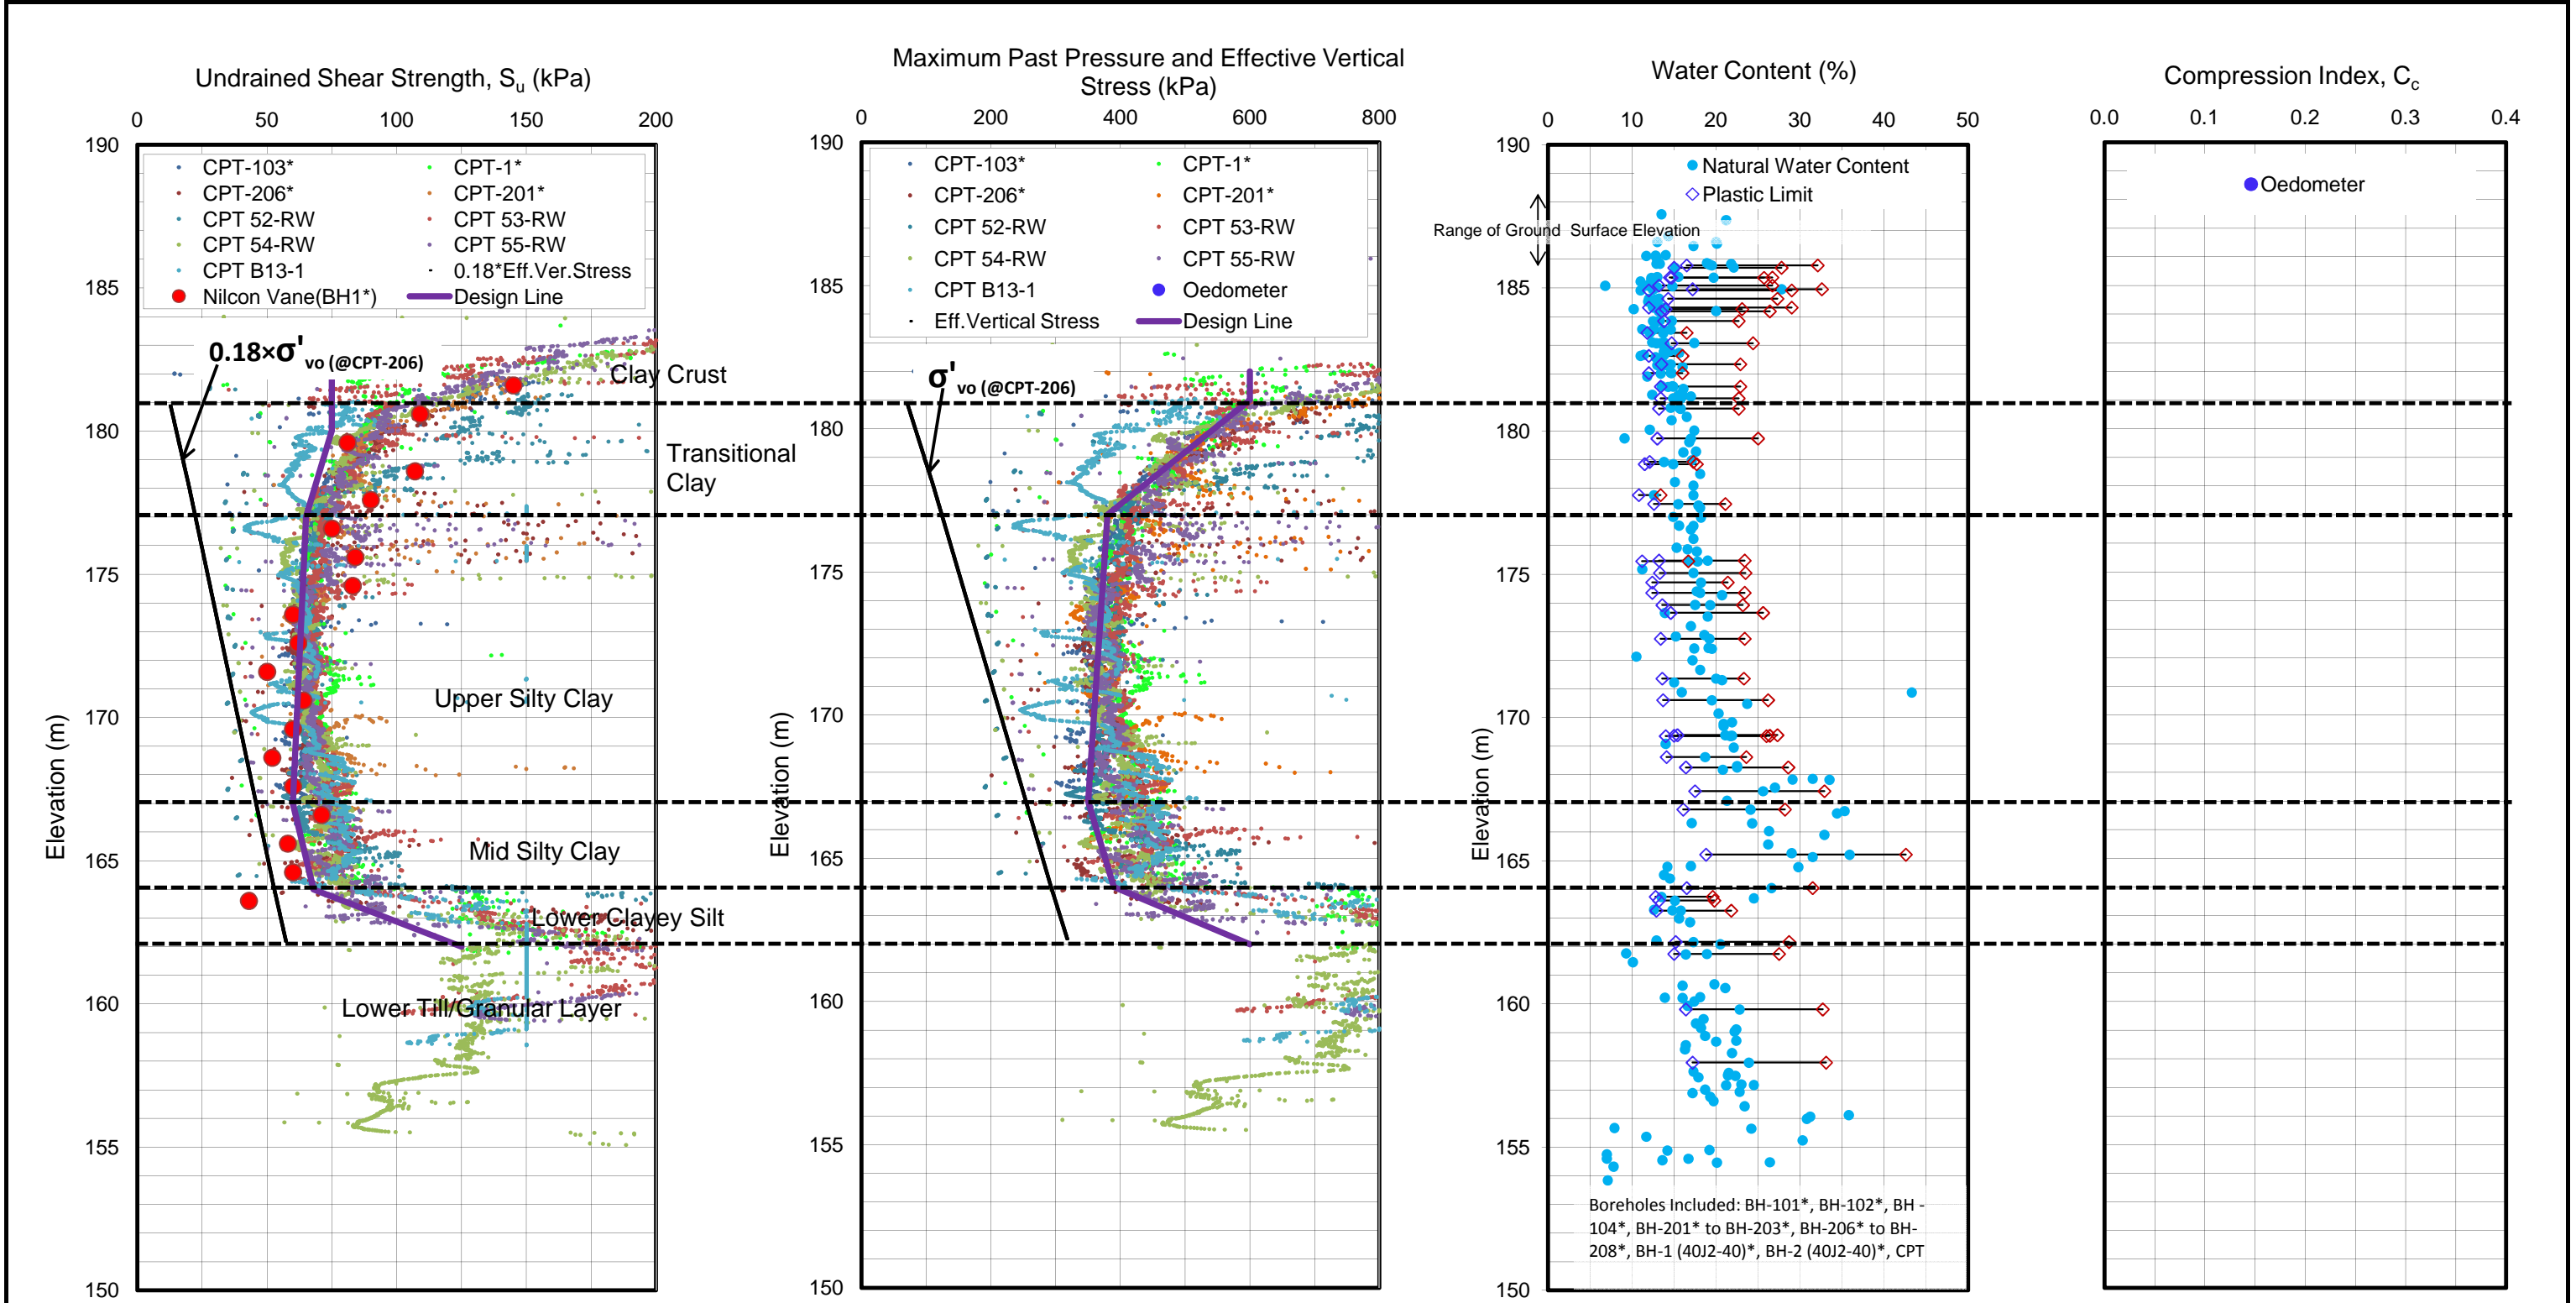 Undrained Shear Strength, Su (kPa)
0 50 100 150 200
190
185
180
175
170
165
160
155
150
Elevation (m)
CPT-103* CPT-1*
CPT-206* CPT-201*
CPT 52-RW CPT 53-RW
CPT 54-RW CPT 55-RW
CPT B13-1 0.18*Eff.Ver.Stress
Nilcon Vane(BH1*) Design Line
0.18×σ'vo (@CPT-206)
Clay Crust
Transitional
Clay
Upper Silty Clay
Mid Silty Clay
Lower Clayey Silt
Lower Till/Granular Layer
Maximum Past Pressure and Effective Vertical
Stress (kPa)
0 200 400 600 800
190
185
180
175
170
165
160
155
150
Elevation (m)
CPT-103* CPT-1*
CPT-206* CPT-201*
CPT 52-RW CPT 53-RW
CPT 54-RW CPT 55-RW
CPT B13-1 Oedometer
Eff.Vertical Stress Design Line
σ'vo (@CPT-206)
Water Content (%)
0 10 20 30 40 50
190
185
180
175
170
165
160
155
150
Elevation (m)
Natural Water Content
Plastic Limit
Range of Ground Surface Elevation
Boreholes Included: BH-101*, BH-102*, BH -
104*, BH-201* to BH-203*, BH-206* to BH-
208*, BH-1 (40J2-40)*, BH-2 (40J2-40)*, CPT
Compression Index, Cc
0.0 0.1 0.2 0.3 0.4
Oedometer